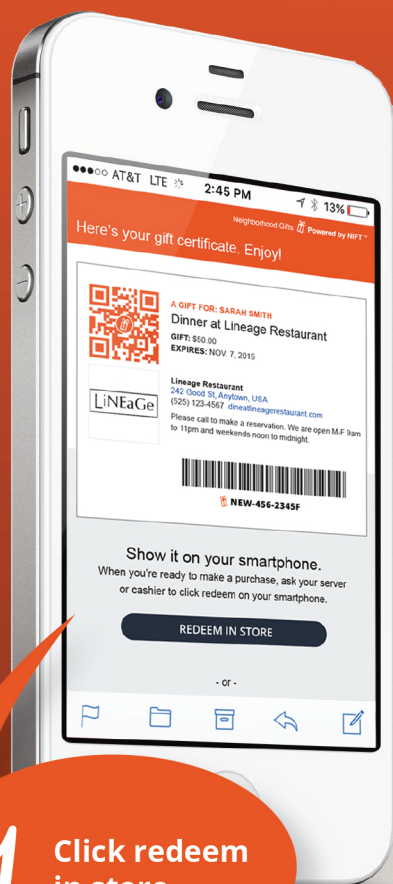 AT&T LTE 2:45 PM 13%
Neighborhood Gifts Powered by NIFT™
Here's your gift certificate. Enjoy!
A GIFT FOR: SARAH SMITH
Dinner at Lineage Restaurant
GIFT: $50.00
EXPIRES: NOV. 7, 2015
LiNEaGe
Lineage Restaurant
242 Good St, Anytown, USA
(525) 123-4567 dineatlineagerestaurant.com
Please call to make a reservation. We are open M-F 9am
to 11pm and weekends noon to midnight.
NEW-456-2345F
Show it on your smartphone.
When you're ready to make a purchase, ask your server
or cashier to click redeem on your smartphone.
REDEEM IN STORE
- or -
1
Click redeem
in store